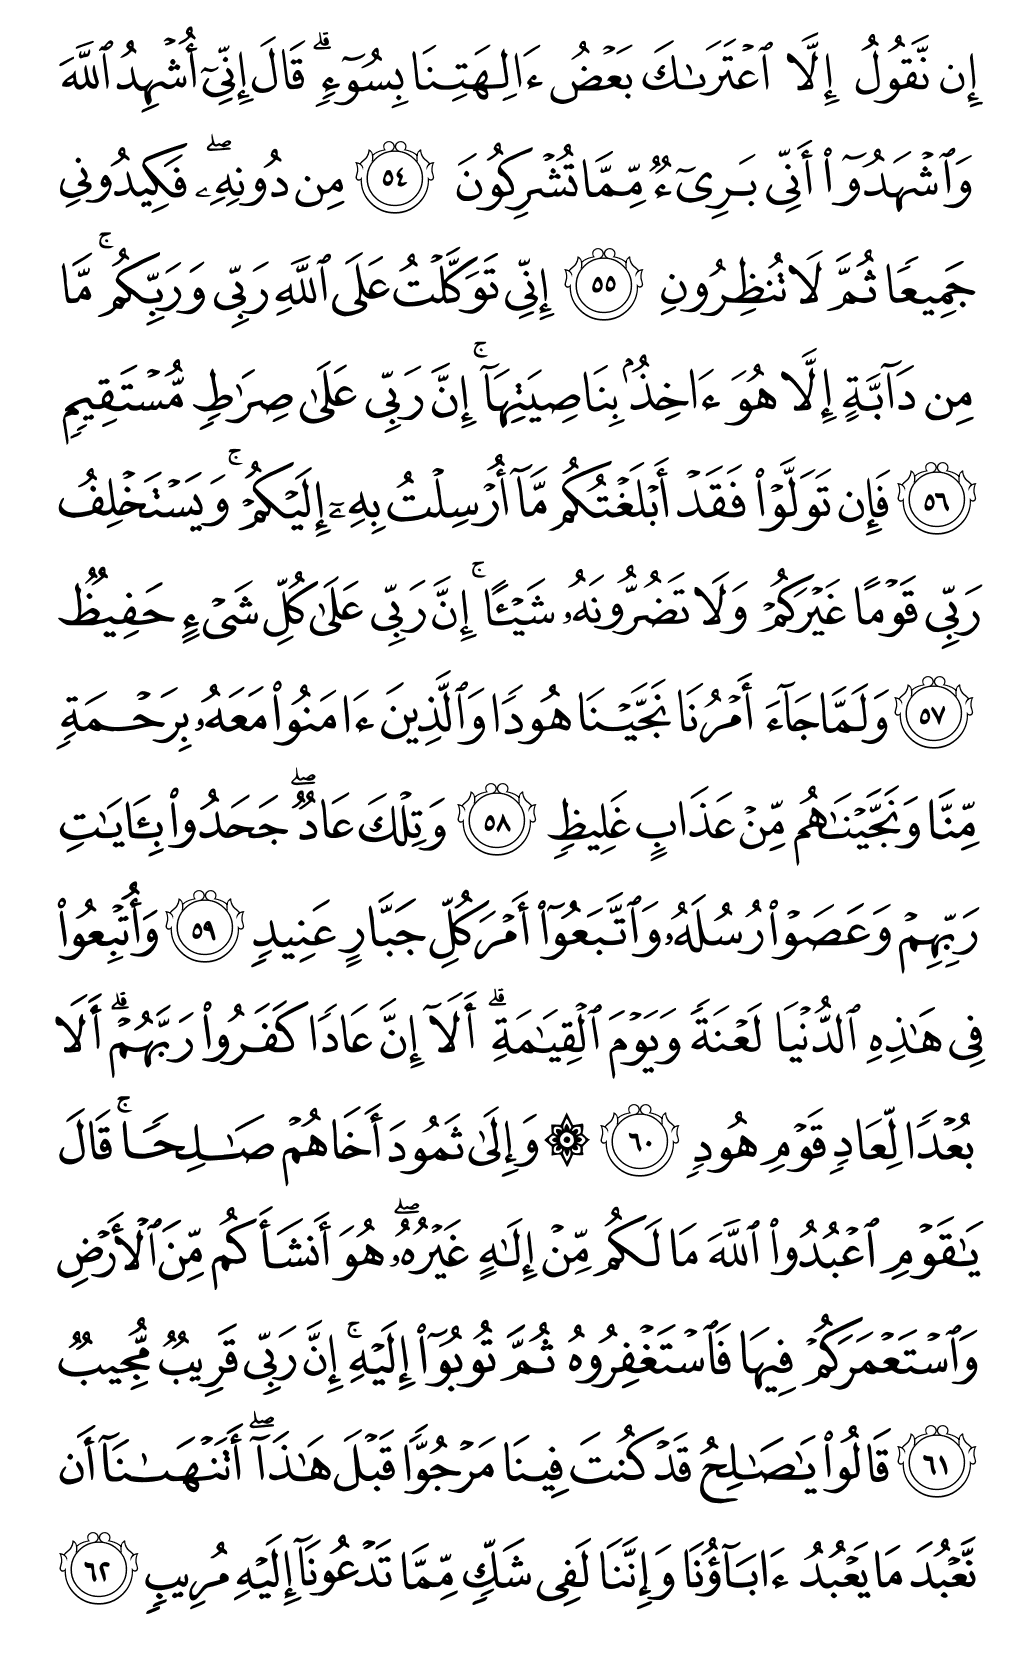 إِن نَّقُولُ إِلَّا ٱعۡتَرَىٰكَ بَعۡضُ ءَالِهَتِنَا بِسُوٓءٖۗ قَالَ إِنِّيٓ أُشۡهِدُ ٱللَّهَ
وَٱشۡهَدُوٓاْ أَنِّي بَرِيٓءٞ مِّمَّا تُشۡرِكُونَ ٥٤ مِن دُونِهِۦۖ فَكِيدُونِي
جَمِيعٗا ثُمَّ لَا تُنظِرُونِ ٥٥ إِنِّي تَوَكَّلۡتُ عَلَى ٱللَّهِ رَبِّي وَرَبِّكُمۚ مَّا
مِن دَآبَّةٍ إِلَّا هُوَ ءَاخِذُۢ بِنَاصِيَتِهَآۚ إِنَّ رَبِّي عَلَىٰ صِرَٰطٖ مُّسۡتَقِيمٖ
٥٦ فَإِن تَوَلَّوۡاْ فَقَدۡ أَبۡلَغۡتُكُم مَّآ أُرۡسِلۡتُ بِهِۦٓ إِلَيۡكُمۡۚ وَيَسۡتَخۡلِفُ
رَبِّي قَوۡمًا غَيۡرَكُمۡ وَلَا تَضُرُّونَهُۥ شَيۡـًٔاۚ إِنَّ رَبِّي عَلَىٰ كُلِّ شَيۡءٍ حَفِيظٞ
٥٧ وَلَمَّا جَآءَ أَمۡرُنَا نَجَّيۡنَا هُودٗا وَٱلَّذِينَ ءَامَنُواْ مَعَهُۥ بِرَحۡمَةٖ
مِّنَّا وَنَجَّيۡنَٰهُم مِّنۡ عَذَابٍ غَلِيظٖ ٥٨ وَتِلۡكَ عَادٞۖ جَحَدُواْ بِـَٔايَٰتِ
رَبِّهِمۡ وَعَصَوۡاْ رُسُلَهُۥ وَٱتَّبَعُوٓاْ أَمۡرَ كُلِّ جَبَّارٍ عَنِيدٖ ٥٩ وَأُتۡبِعُواْ
فِي هَٰذِهِ ٱلدُّنۡيَا لَعۡنَةٗ وَيَوۡمَ ٱلۡقِيَٰمَةِۗ أَلَآ إِنَّ عَادٗا كَفَرُواْ رَبَّهُمۡۗ أَلَا
بُعۡدٗا لِّعَادٖ قَوۡمِ هُودٖ ٦٠ ۞ وَإِلَىٰ ثَمُودَ أَخَاهُمۡ صَٰلِحٗاۚ قَالَ
يَٰقَوۡمِ ٱعۡبُدُواْ ٱللَّهَ مَا لَكُم مِّنۡ إِلَٰهٍ غَيۡرُهُۥۖ هُوَ أَنشَأَكُم مِّنَ ٱلۡأَرۡضِ
وَٱسۡتَعۡمَرَكُمۡ فِيهَا فَٱسۡتَغۡفِرُوهُ ثُمَّ تُوبُوٓاْ إِلَيۡهِۚ إِنَّ رَبِّي قَرِيبٞ مُّجِيبٞ
٦١ قَالُواْ يَٰصَٰلِحُ قَدۡ كُنتَ فِينَا مَرۡجُوّٗا قَبۡلَ هَٰذَآۖ أَتَنۡهَىٰنَآ أَن
نَّعۡبُدَ مَا يَعۡبُدُ ءَابَآؤُنَا وَإِنَّنَا لَفِي شَكّٖ مِّمَّا تَدۡعُونَآ إِلَيۡهِ مُرِيبٖ ٦٢